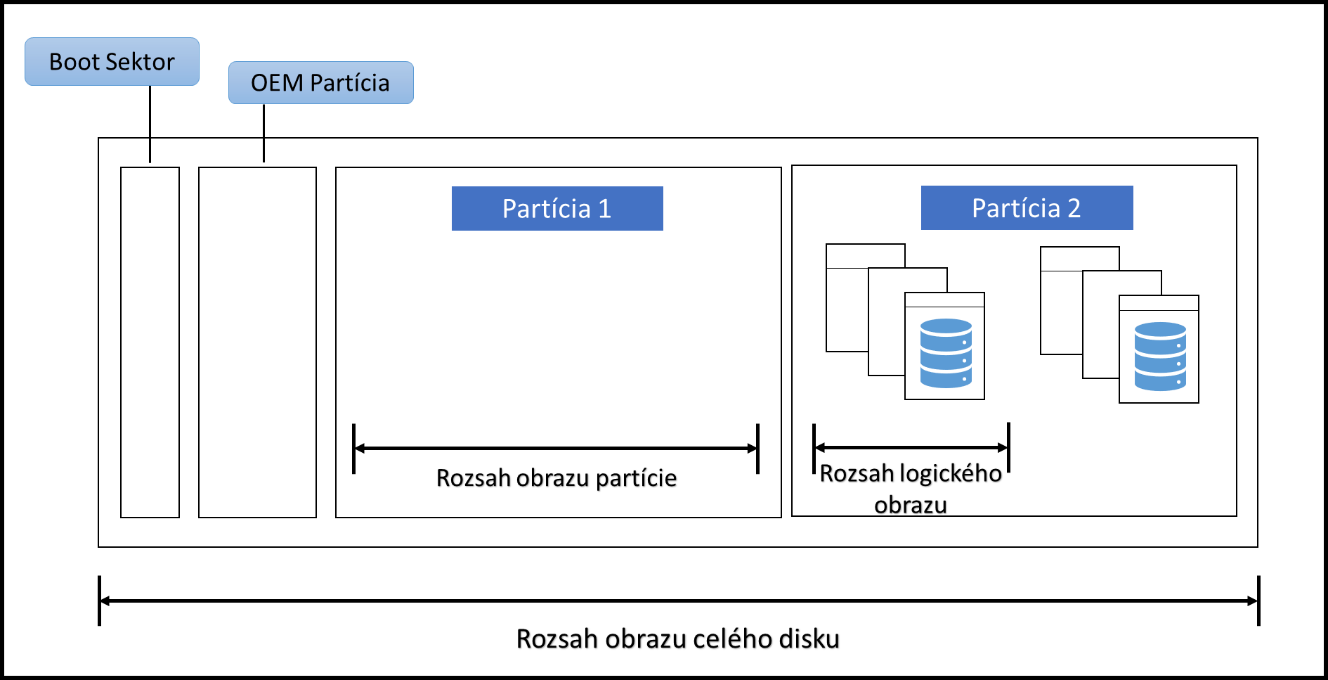 Boot Sektor
OEM Partícia
Partícia 1
Partícia 2
Rozsah obrazu partície
Rozsah logického
obrazu
Rozsah obrazu celého disku